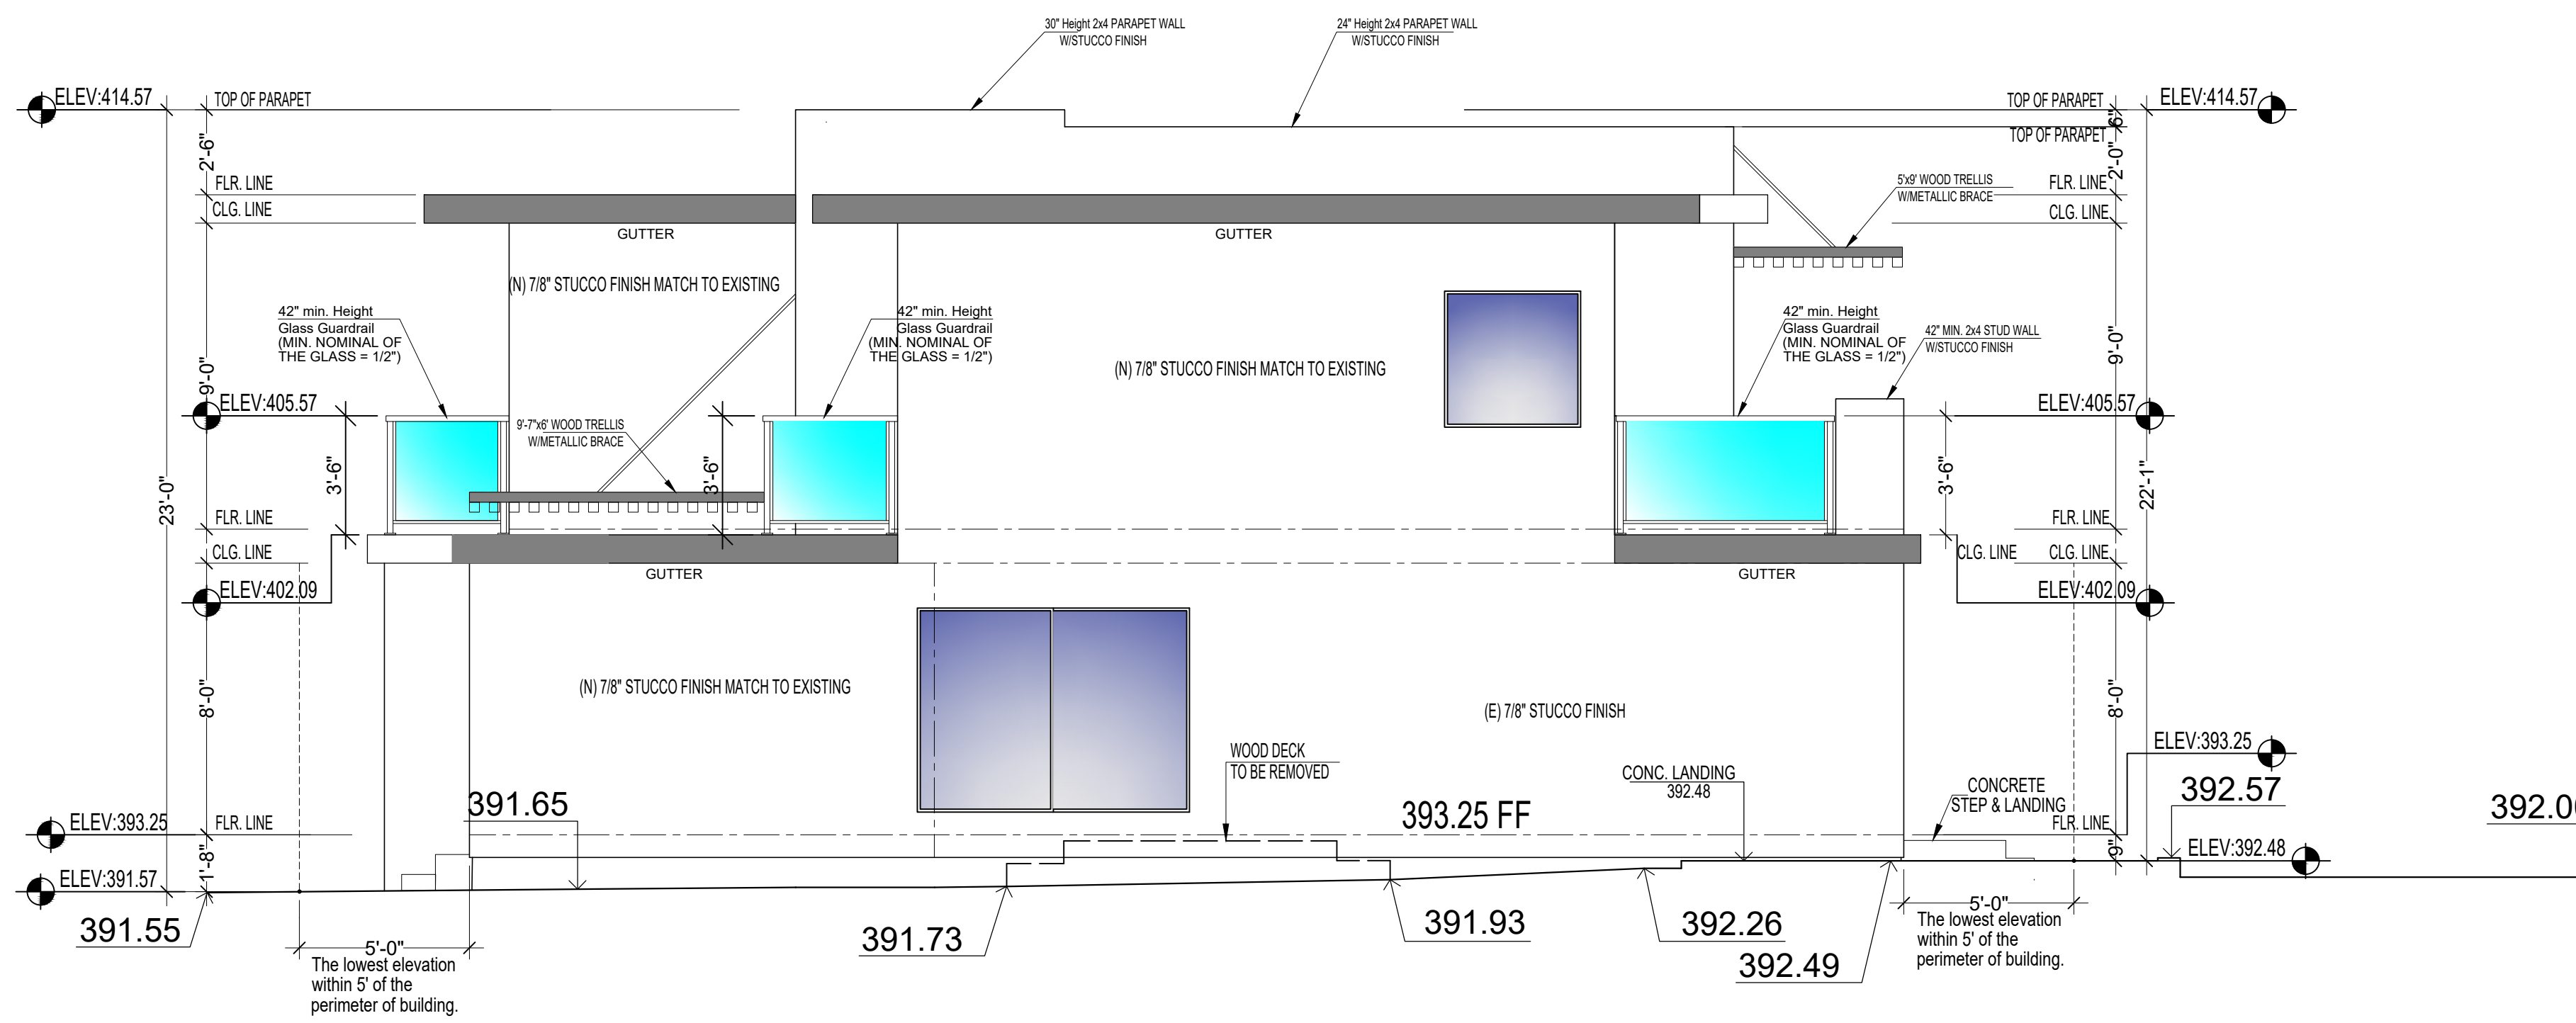 30" Height 2x4 PARAPET WALL
W/STUCCO FINISH
24" Height 2x4 PARAPET WALL
W/STUCCO FINISH
ELEV:414.57
TOP OF PARAPET
TOP OF PARAPET
ELEV:414.57
6"
TOP OF PARAPET
2'-6"
2'-0"
FLR. LINE
5'x9' WOOD TRELLIS
W/METALLIC BRACE
FLR. LINE
CLG. LINE
CLG. LINE
GUTTER
GUTTER
(N) 7/8" STUCCO FINISH MATCH TO EXISTING
42" min. Height
Glass Guardrail
(MIN. NOMINAL OF
THE GLASS = 1/2")
42" min. Height
Glass Guardrail
(MIN. NOMINAL OF
THE GLASS = 1/2")
42" min. Height
Glass Guardrail
(MIN. NOMINAL OF
THE GLASS = 1/2")
42" MIN. 2x4 STUD WALL
W/STUCCO FINISH
9'-0"
9'-0"
(N) 7/8" STUCCO FINISH MATCH TO EXISTING
ELEV:405.57
ELEV:405.57
9'-7"x6' WOOD TRELLIS
W/METALLIC BRACE
23'-0"
3'-6"
3'-6"
3'-6"
22'-1"
FLR. LINE
FLR. LINE
CLG. LINE
CLG. LINE
CLG. LINE
GUTTER
GUTTER
ELEV:402.09
ELEV:402.09
8'-0"
8'-0"
(N) 7/8" STUCCO FINISH MATCH TO EXISTING
(E) 7/8" STUCCO FINISH
WOOD DECK
TO BE REMOVED
ELEV:393.25
CONC. LANDING
392.48
CONCRETE
STEP & LANDING
392.57
391.65
393.25 FF
ELEV:393.25
FLR. LINE
FLR. LINE
9"
ELEV:392.48
1'-8"
ELEV:391.57
391.55
391.73
391.93
392.26
392.49
5'-0"
The lowest elevation
within 5' of the
perimeter of building.
5'-0"
The lowest elevation
within 5' of the
perimeter of building.